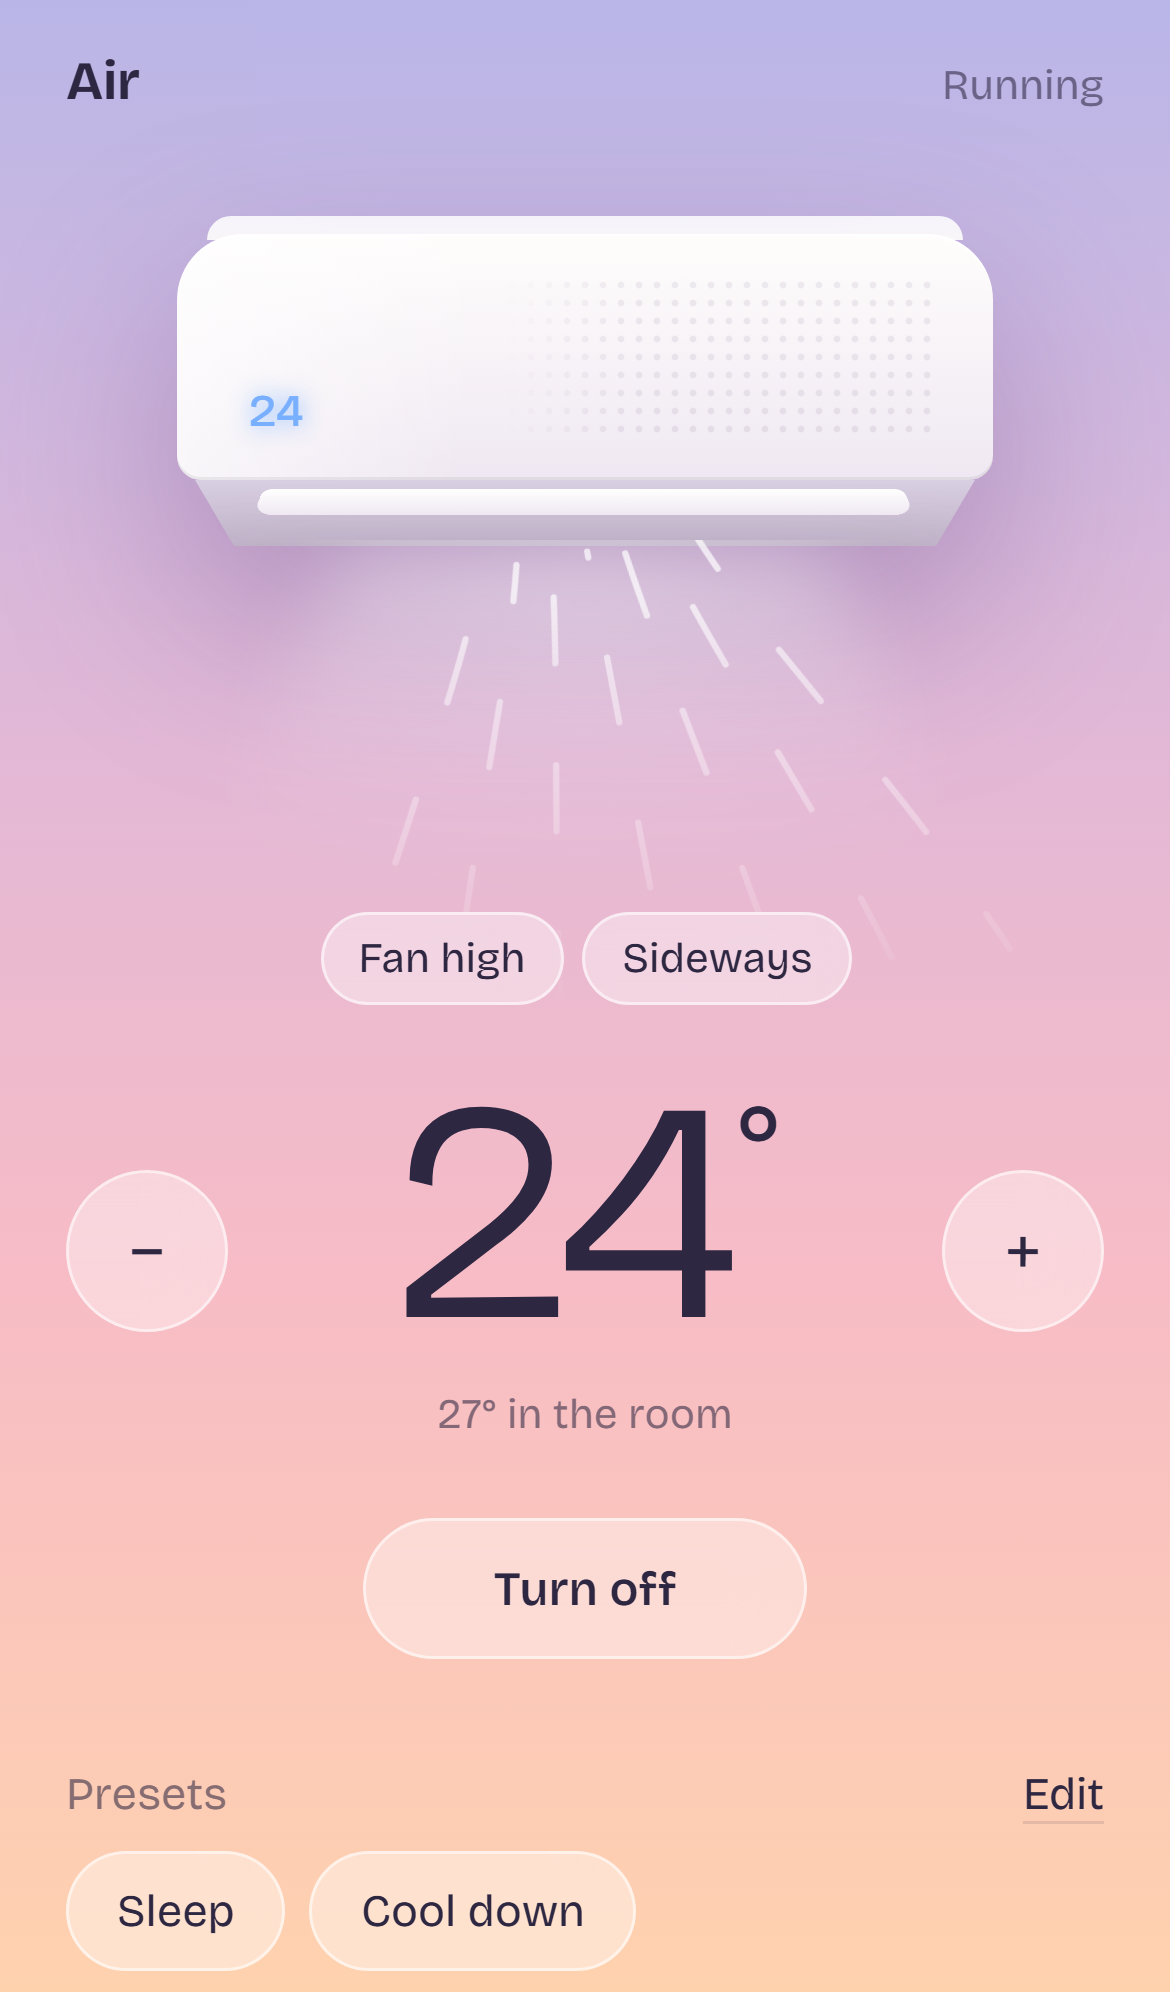 Air
Running
24
Fan high
Sideways
−
24°
+
27° in the room
Turn off
Presets
Edit
Sleep
Cool down